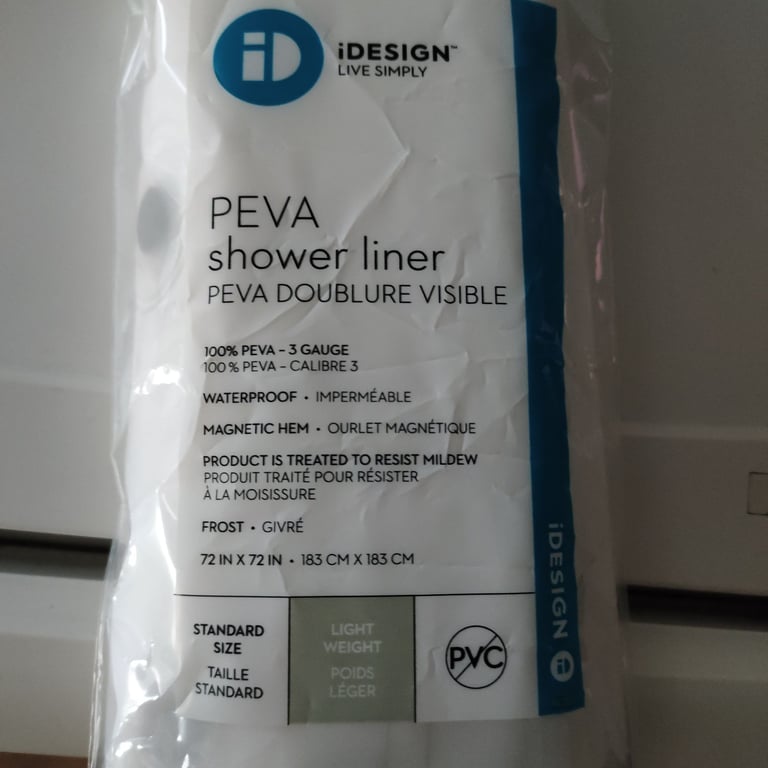 iD
iDESIGN™
LIVE SIMPLY
PEVA
shower liner
PEVA DOUBLURE VISIBLE
100% PEVA – 3 GAUGE
100 % PEVA – CALIBRE 3
WATERPROOF • IMPERMÉABLE
MAGNETIC HEM • OURLET MAGNÉTIQUE
PRODUCT IS TREATED TO RESIST MILDEW
PRODUIT TRAITÉ POUR RÉSISTER
À LA MOISISSURE
FROST • GIVRÉ
72 IN X 72 IN • 183 CM X 183 CM
STANDARD
SIZE
TAILLE
STANDARD
LIGHT
WEIGHT
POIDS
LÉGER
PVC
iDESIGN iD